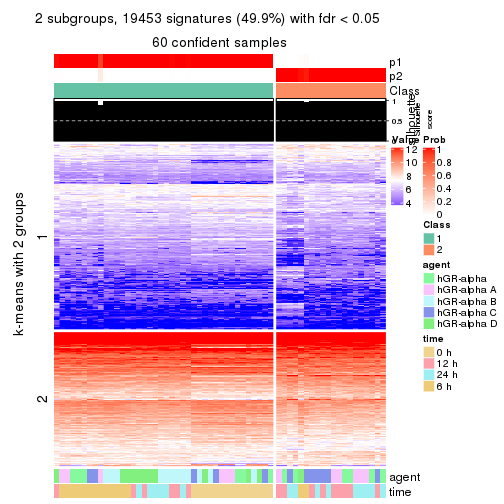 2 subgroups, 19453 signatures (49.9%) with fdr < 0.05
60 confident samples
p1
p2
Class
1
0.5
Silhouette
score
k-means with 2 groups
1
2
agent
time
Value
12
10
8
6
4
Prob
1
0.8
0.6
0.4
0.2
0
Class
1
2
agent
hGR-alpha
hGR-alpha A
hGR-alpha B
hGR-alpha C
hGR-alpha D
time
0 h
12 h
24 h
6 h